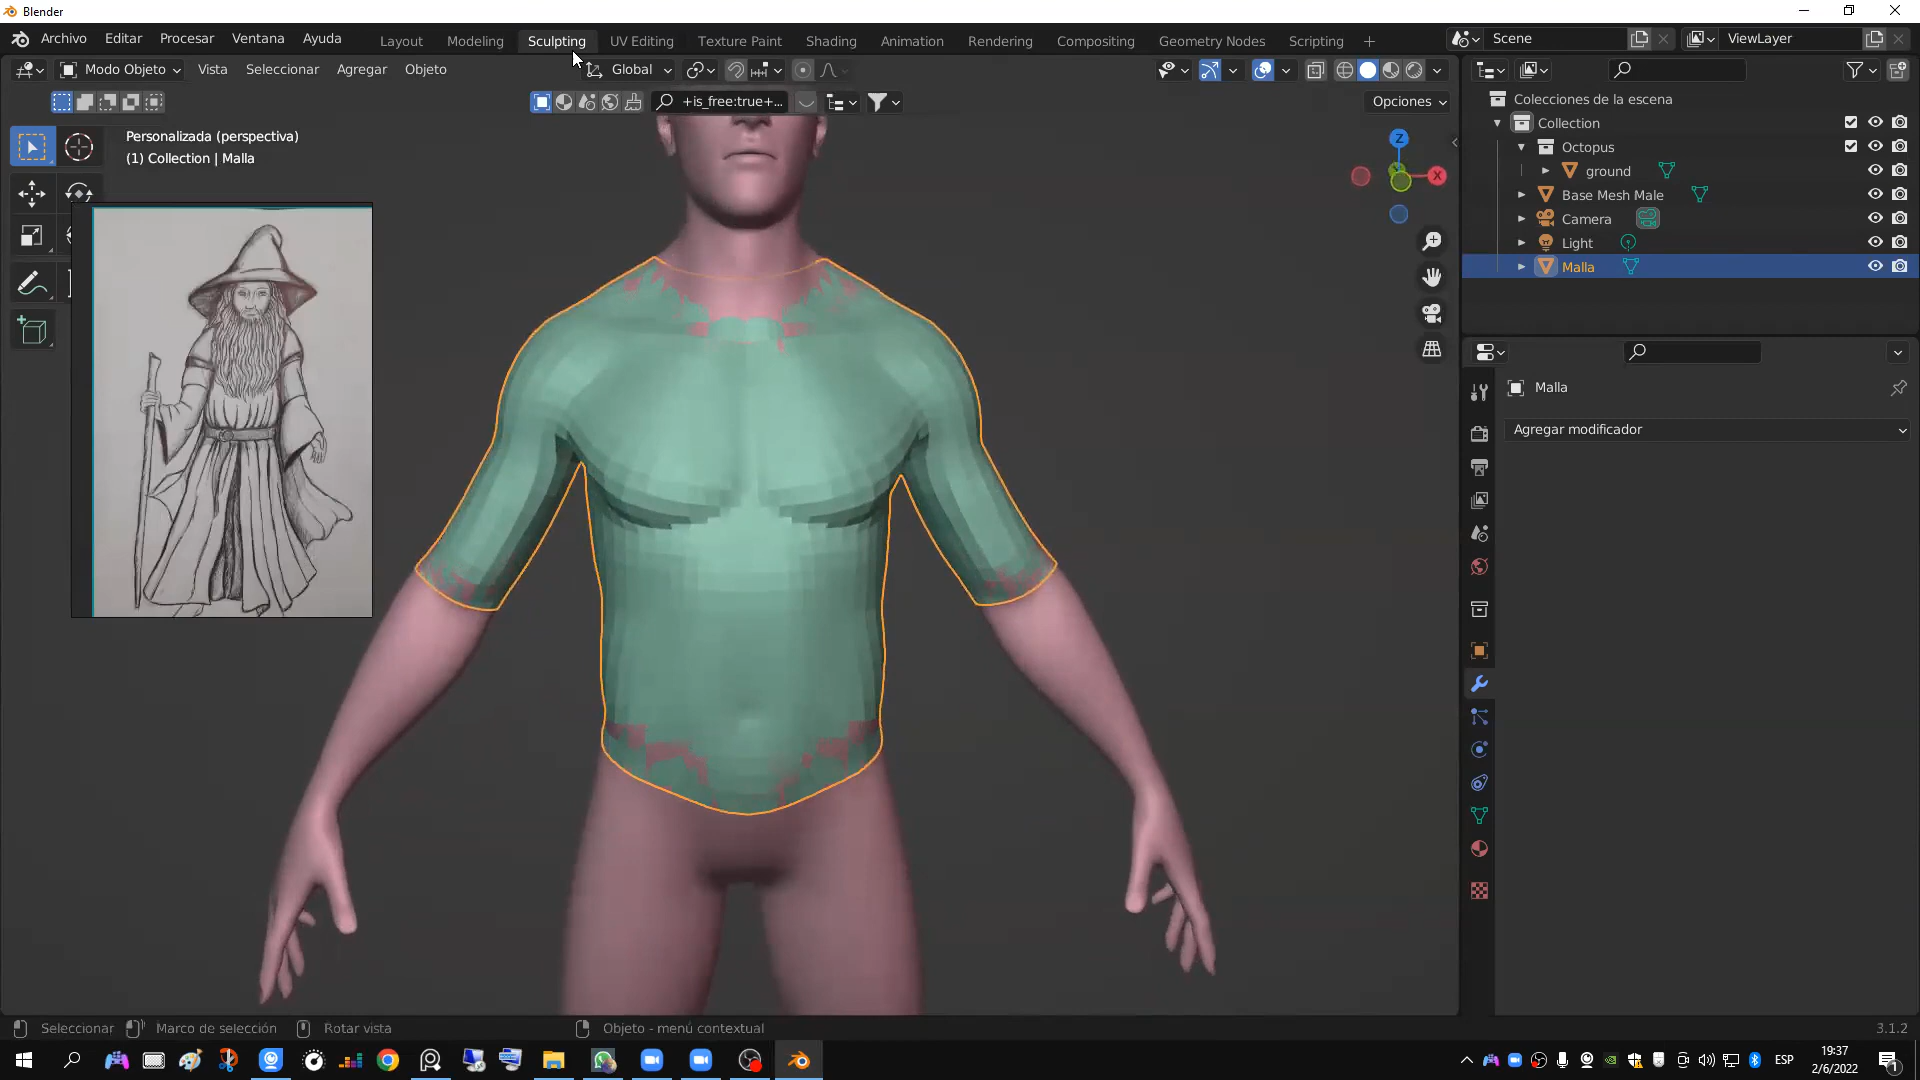 Blender
Archivo Editar Procesar Ventana Ayuda Layout Modeling Sculpting UV Editing Texture Paint Shading Animation Rendering Compositing Geometry Nodes Scripting + Scene ViewLayer
Modo Objeto Vista Seleccionar Agregar Objeto Global
+is_free:true+... Opciones
Personalizada (perspectiva)
(1) Collection | Malla
Z
X
Colecciones de la escena
Collection
Octopus
ground
Base Mesh Male
Camera
Light
Malla
Malla
Agregar modificador
Seleccionar Marco de selección Rotar vista Objeto - menú contextual 3.1.2
ESP 19:37
2/6/2022
1